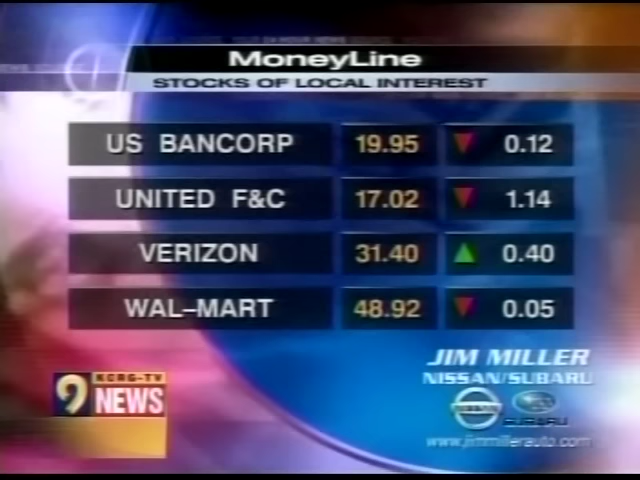 MoneyLine
STOCKS OF LOCAL INTEREST
US BANCORP 19.95 0.12
UNITED F&C 17.02 1.14
VERIZON 31.40 0.40
WAL-MART 48.92 0.05
JIM MILLER
NISSAN/SUBARU
NISSAN SUBARU
www.jimmillerauto.com
9 KCRG-TV
NEWS